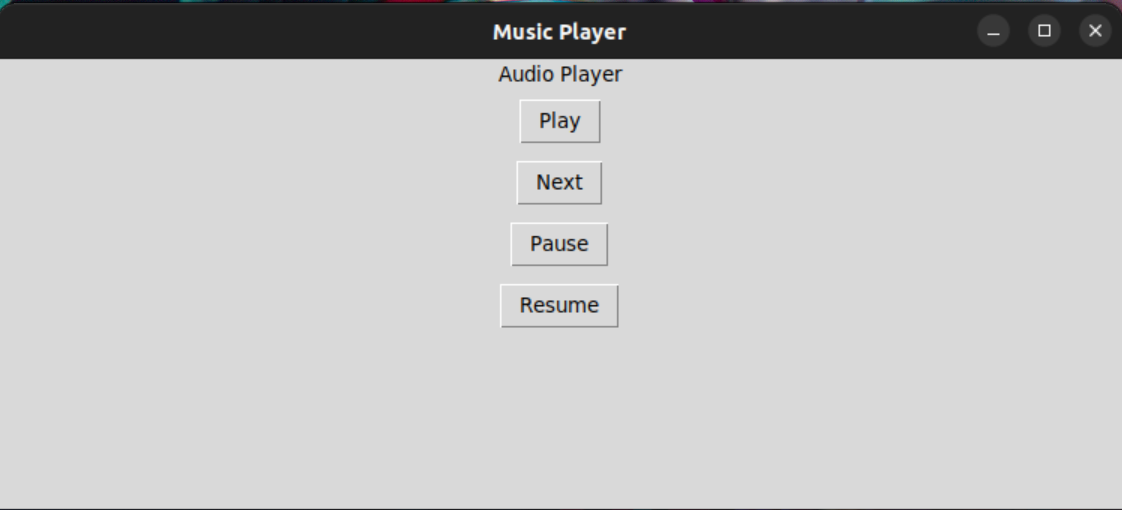 Music Player
Audio Player
Play
Next
Pause
Resume